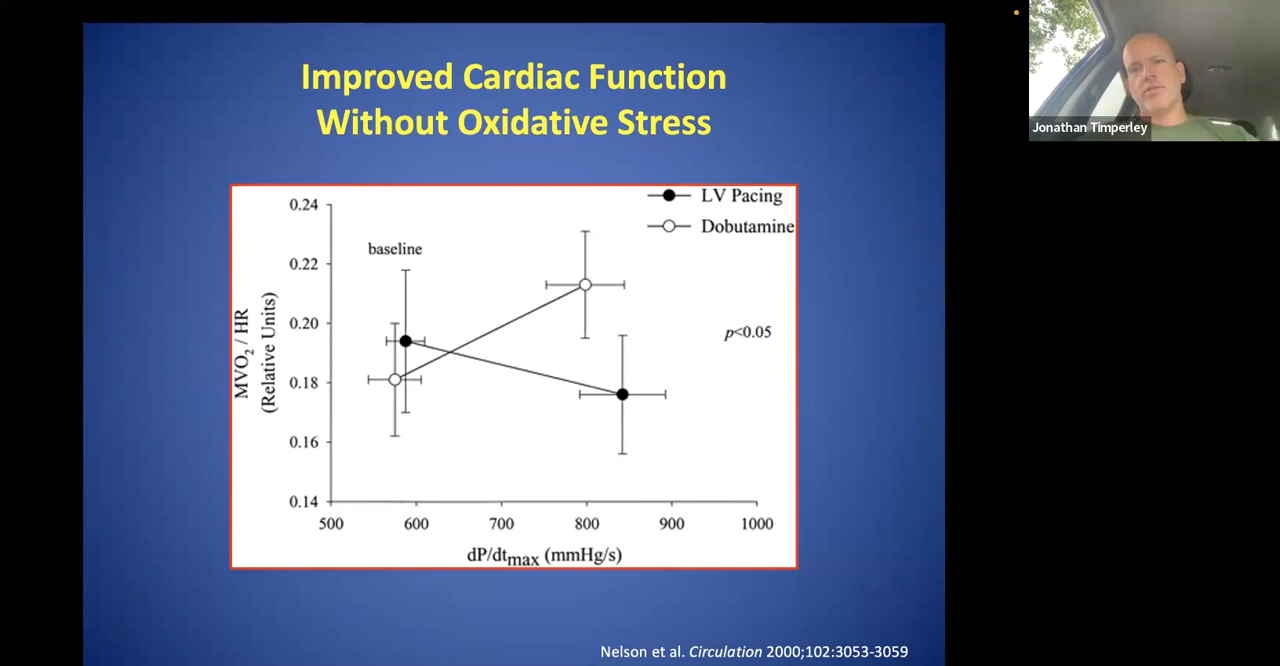 Improved Cardiac Function
Without Oxidative Stress
Jonathan Timperley
LV Pacing
Dobutamine
baseline
p<0.05
0.24
0.22
0.20
0.18
0.16
0.14
MVO₂ / HR
(Relative Units)
500 600 700 800 900 1000
dP/dtmax (mmHg/s)
Nelson et al. Circulation 2000;102:3053-3059